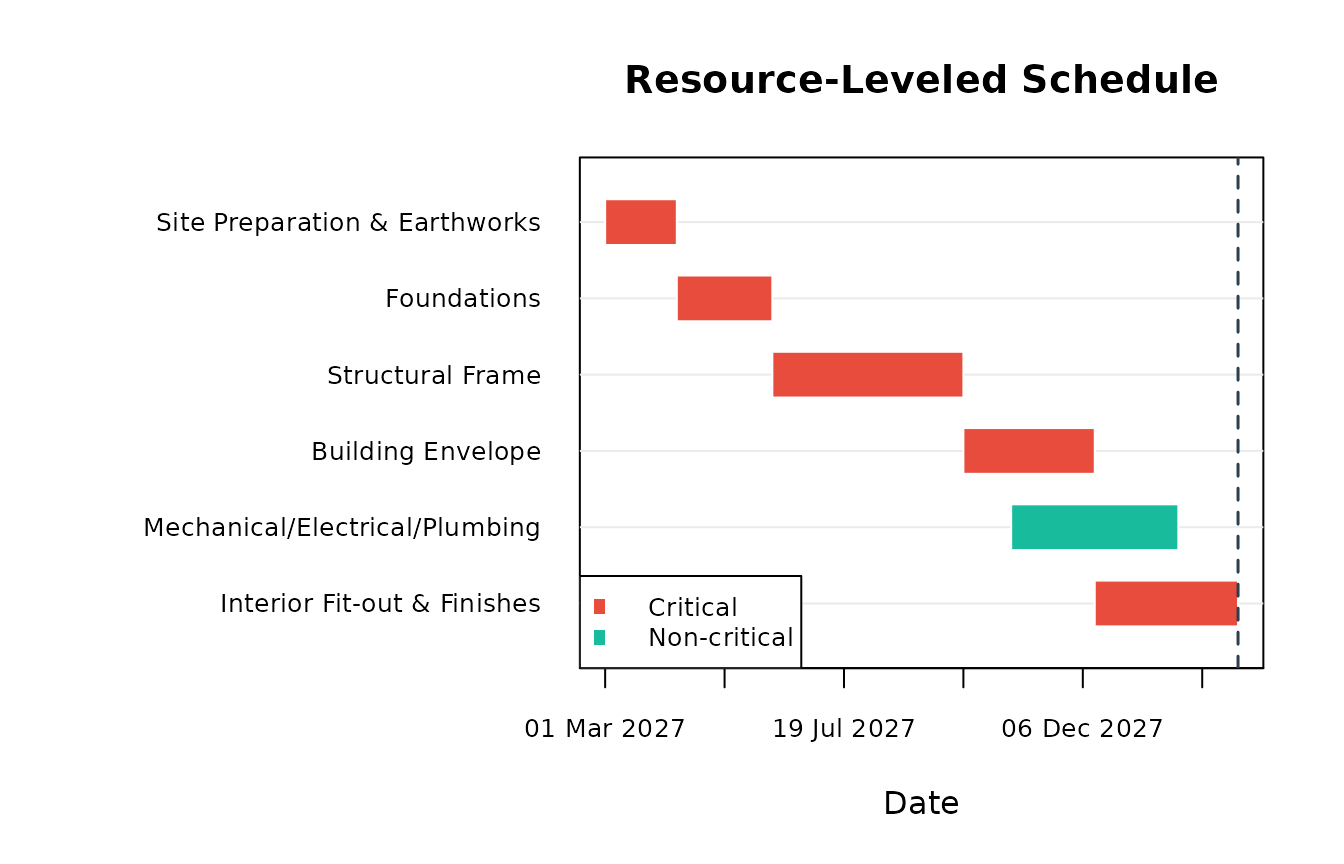 Resource-Leveled Schedule
Site Preparation & Earthworks
Foundations
Structural Frame
Building Envelope
Mechanical/Electrical/Plumbing
Interior Fit-out & Finishes
Critical
Non-critical
01 Mar 2027
19 Jul 2027
06 Dec 2027
Date